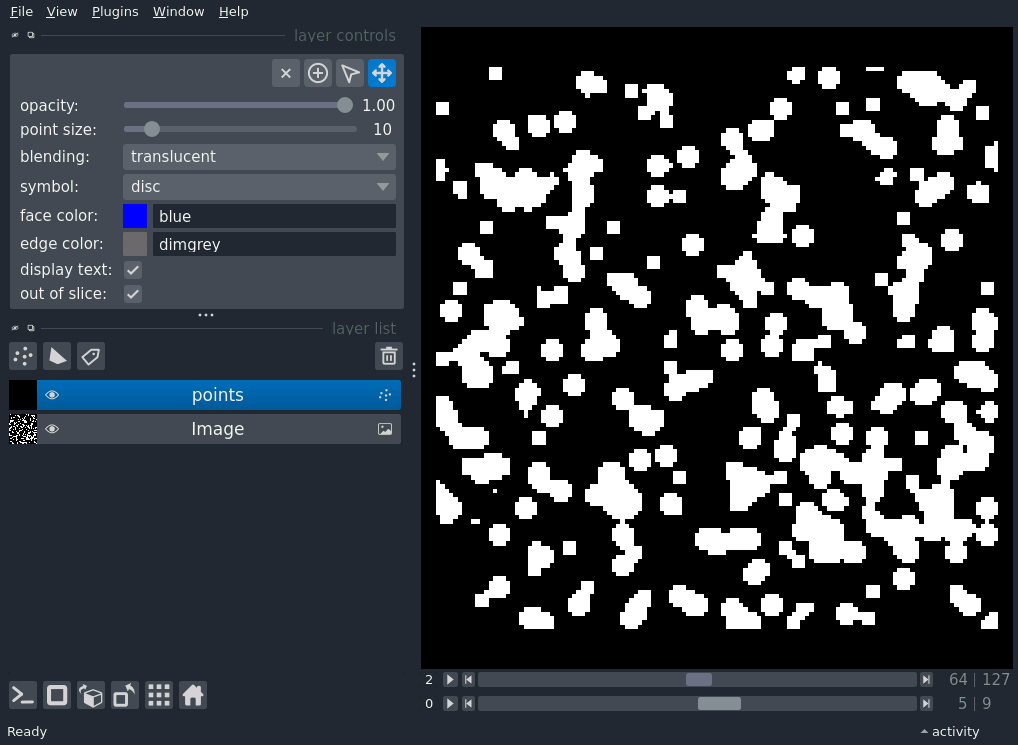 File View Plugins Window Help
layer controls
opacity: 1.00
point size: 10
blending: translucent
symbol: disc
face color: blue
edge color: dimgrey
display text:
out of slice:
layer list
points
Image
2 64 | 127
0 5 | 9
Ready activity